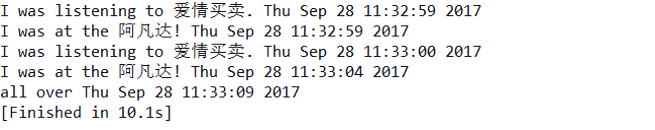 I was listening to 爱情买卖. Thu Sep 28 11:32:59 2017
I was at the 阿凡达! Thu Sep 28 11:32:59 2017
I was listening to 爱情买卖. Thu Sep 28 11:33:00 2017
I was at the 阿凡达! Thu Sep 28 11:33:04 2017
all over Thu Sep 28 11:33:09 2017
[Finished in 10.1s]